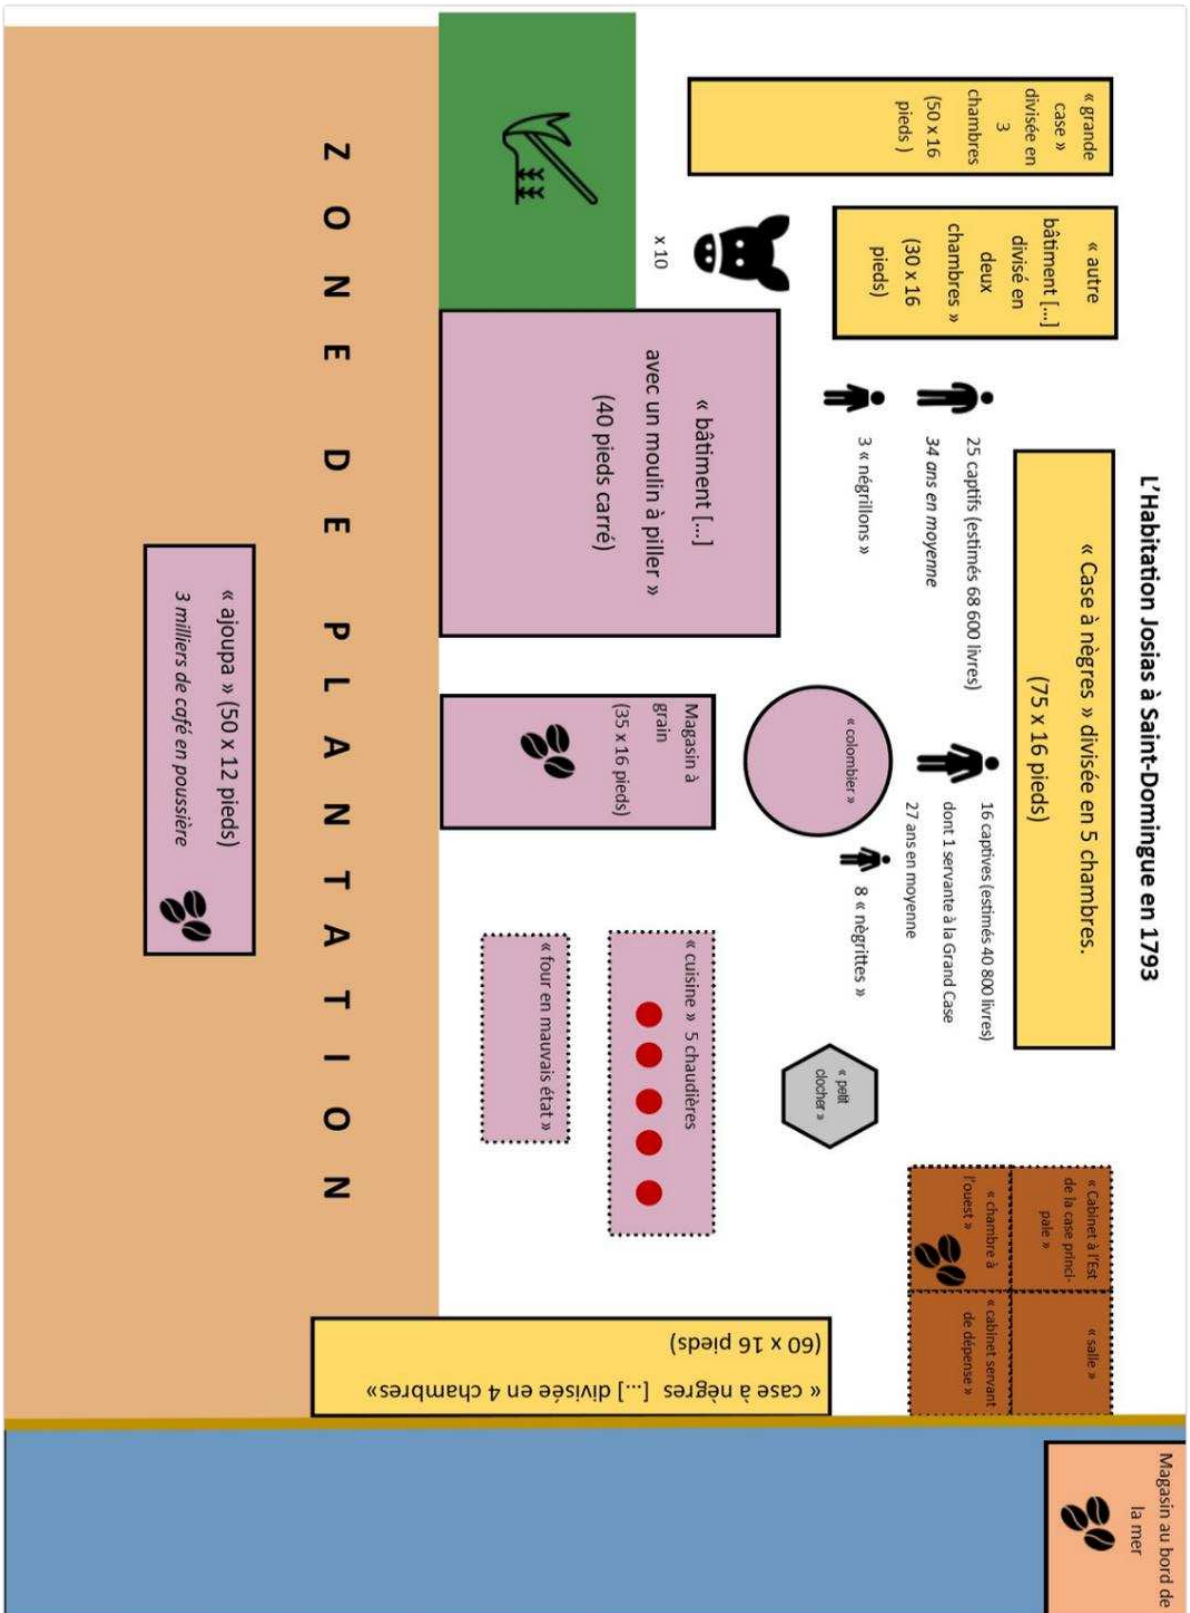 L’Habitation Josias à Saint-Domingue en 1793
« grande
case »
divisée en
3
chambres
(50 x 16
pieds )
« autre
bâtiment [...]
divisé en
deux
chambres »
(30 x 16
pieds)
« Case à nègres » divisée en 5 chambres.
(75 x 16 pieds)
25 captifs (estimés 68 600 livres)
34 ans en moyenne
3 « négrillons »
16 captives (estimés 40 800 livres)
dont 1 servante à la Grand Case
27 ans en moyenne
8 « nègrittes »
« Cabinet à l’Est
de la case princi-
pale »
« salle »
« chambre à
l’ouest »
« cabinet servant
de dépense »
Magasin au bord de
la mer
x 10
« colombier »
« petit
clocher »
« bâtiment [...]
avec un moulin à piller »
(40 pieds carré)
Magasin à
grain
(35 x 16 pieds)
« cuisine » 5 chaudières
« four en mauvais état »
« case à nègres [...] divisée en 4 chambres»
(60 x 16 pieds)
ZONE DE PLANTATION
« ajoupa » (50 x 12 pieds)
3 milliers de café en poussière